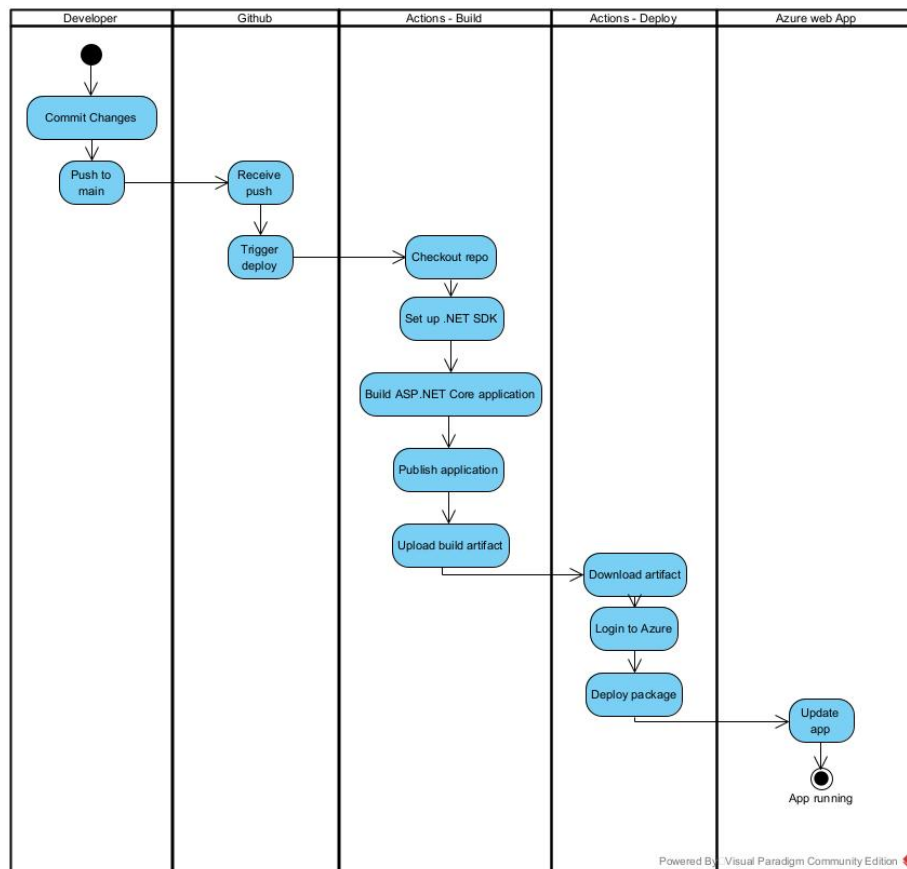 Developer
Github
Actions - Build
Actions - Deploy
Azure web App
Commit Changes
Push to
main
Receive
push
Trigger
deploy
Checkout repo
Set up .NET SDK
Build ASP.NET Core application
Publish application
Upload build artifact
Download artifact
Login to Azure
Deploy package
Update
app
App running
Powered By Visual Paradigm Community Edition